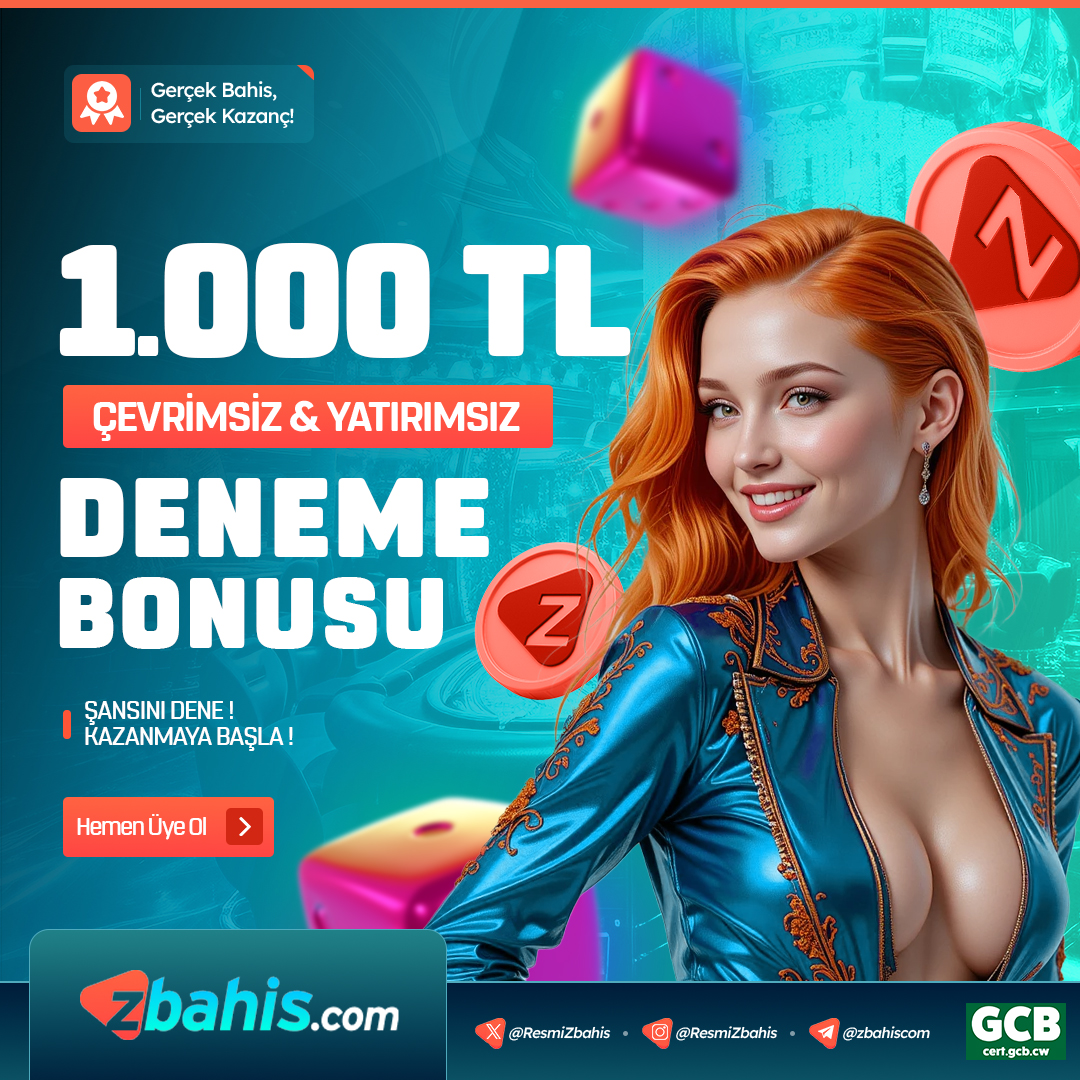 Gerçek Bahis,
Gerçek Kazanç!
1.000 TL
ÇEVRİMSİZ & YATIRIMSIZ
DENEME
BONUSU
ŞANSINI DENE !
KAZANMAYA BAŞLA !
Hemen Üye Ol
zbahis.com
@ResmiZbahis • @ResmiZbahis • @zbahiscom
GCB
cert.gcb.cw
Z
Z